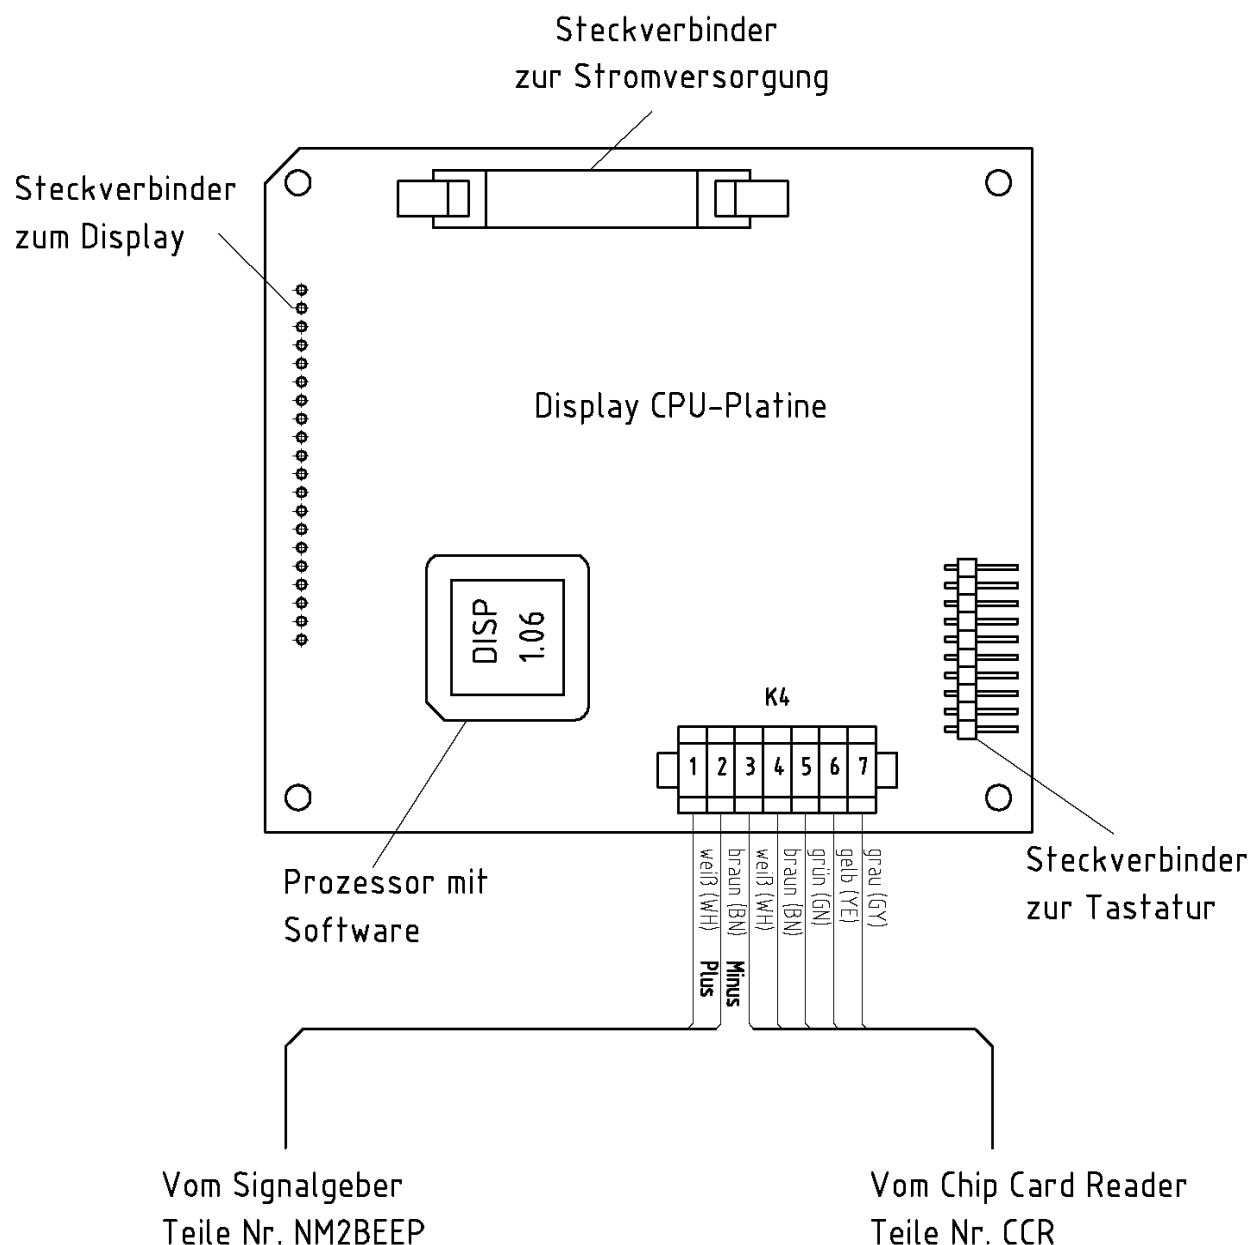 Steckverbinder
zur Stromversorgung
Steckverbinder
zum Display
Display CPU-Platine
DISP
1.06
K4
1 2 3 4 5 6 7
weiß (WH)
braun (BN)
weiß (WH)
braun (BN)
grün (GN)
gelb (YE)
grau (GY)
Plus
Minus
Prozessor mit
Software
Steckverbinder
zur Tastatur
Vom Signalgeber
Teile Nr. NM2BEEP
Vom Chip Card Reader
Teile Nr. CCR